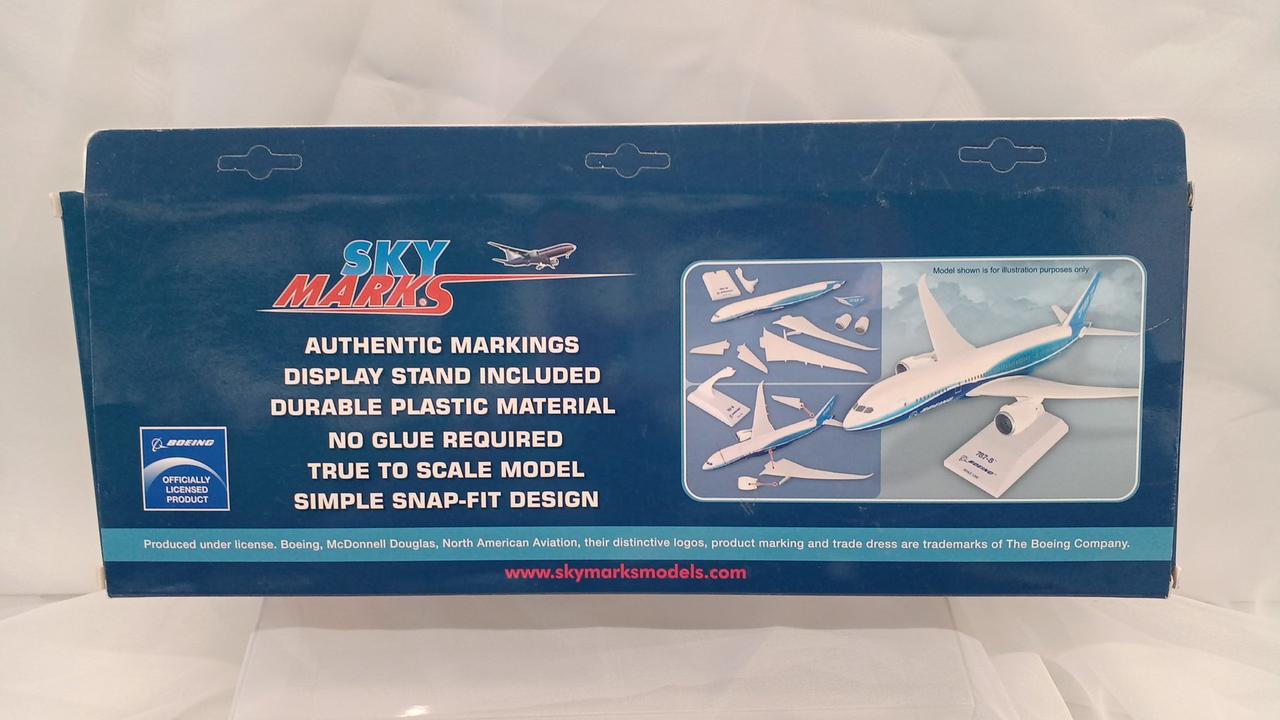 SKY
MARKS
AUTHENTIC MARKINGS
DISPLAY STAND INCLUDED
DURABLE PLASTIC MATERIAL
NO GLUE REQUIRED
TRUE TO SCALE MODEL
SIMPLE SNAP-FIT DESIGN
BOEING
OFFICIALLY
LICENSED
PRODUCT
Model shown is for illustration purposes only
BOEING
787-8
BOEING
Produced under license. Boeing, McDonnell Douglas, North American Aviation, their distinctive logos, product marking and trade dress are trademarks of The Boeing Company.
www.skymarksmodels.com